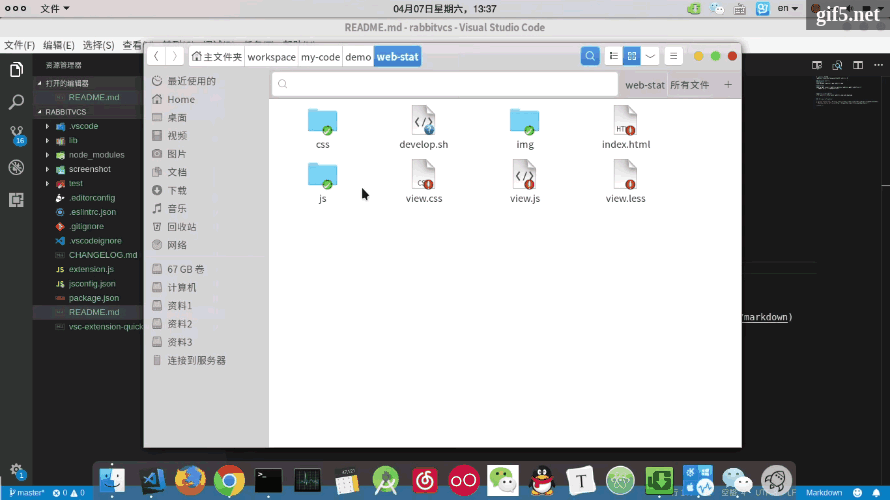 文件
04月07日星期六，13:37
en
gif5.net
README.md - rabbitvcs - Visual Studio Code
文件(F) 编辑(E) 选择(S) 查看
资源管理器
打开的编辑器
README.md
RABBITVCS
.vscode
lib
node_modules
screenshot
test
.editorconfig
.eslintrc.json
.gitignore
.vscodeignore
CHANGELOG.md
extension.js
jsconfig.json
package.json
README.md
vsc-extension-quick
16
1
主文件夹 workspace my-code demo web-stat
web-stat 所有文件
最近使用的
Home
桌面
视频
图片
文档
下载
音乐
回收站
网络
67 GB 卷
计算机
资料1
资料2
资料3
连接到服务器
css develop.sh img index.html
js view.css view.js view.less
markdown)
master* 0 0
LF Markdown